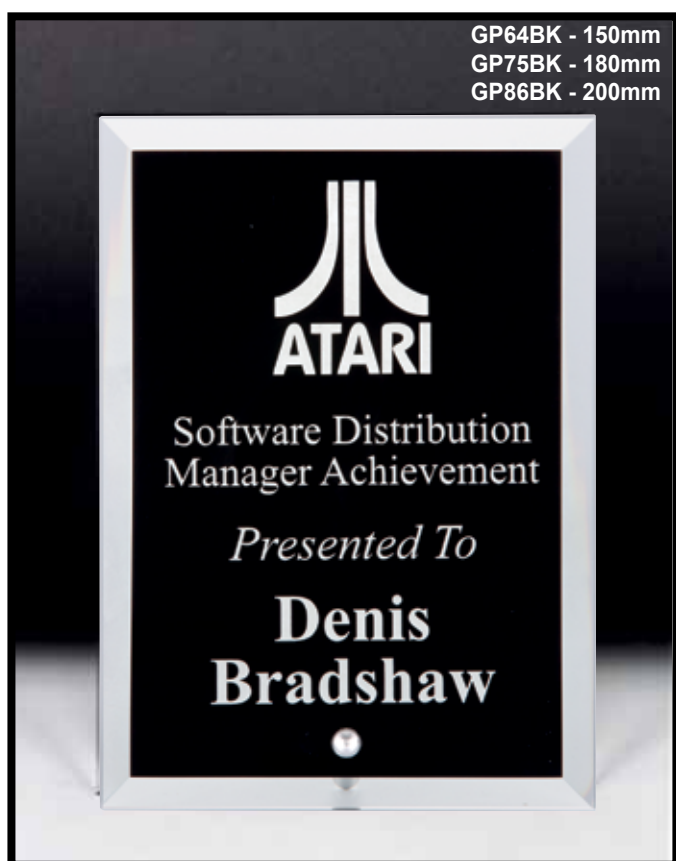 GP64BK - 150mm
GP75BK - 180mm
GP86BK - 200mm
ATARI
Software Distribution
Manager Achievement
Presented To
Denis
Bradshaw